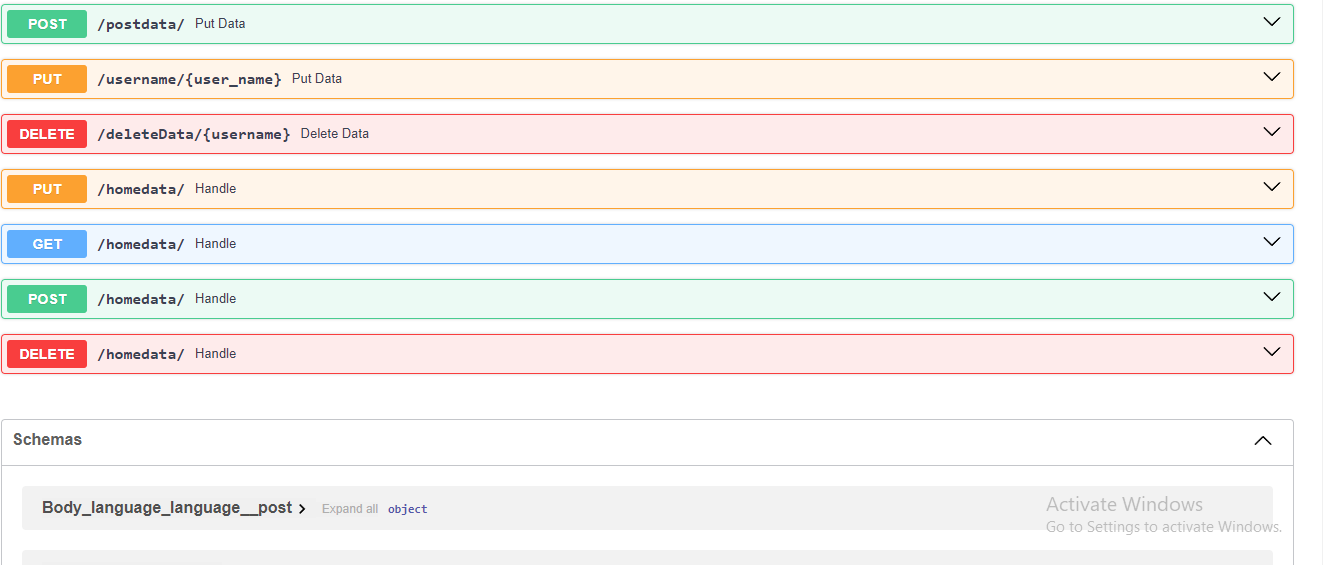 POST /postdata/ Put Data
PUT /username/{user_name} Put Data
DELETE /deleteData/{username} Delete Data
PUT /homedata/ Handle
GET /homedata/ Handle
POST /homedata/ Handle
DELETE /homedata/ Handle
Schemas
Body_language_language__post Expand all object
Activate Windows
Go to Settings to activate Windows.